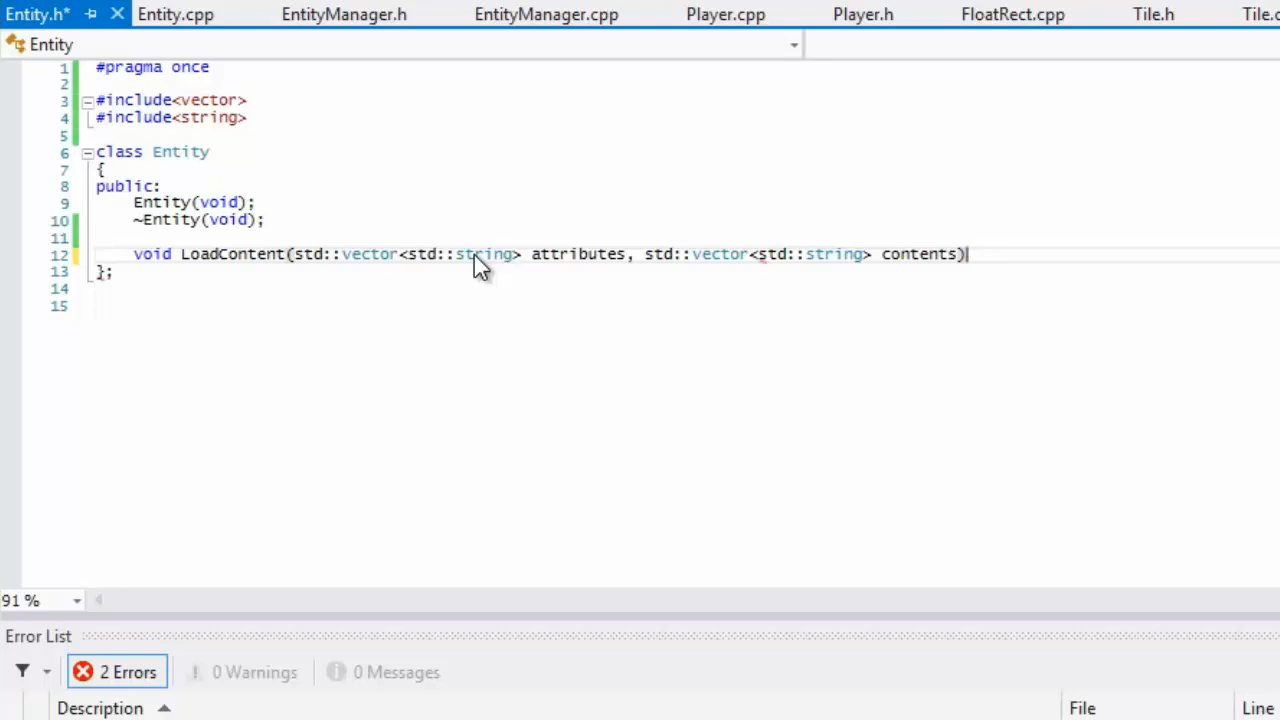 Entity.h* Entity.cpp EntityManager.h EntityManager.cpp Player.cpp Player.h FloatRect.cpp Tile.h Tile.c
Entity
1 #pragma once
2
3 #include<vector>
4 #include<string>
5
6 class Entity
7 {
8 public:
9 Entity(void);
10 ~Entity(void);
11
12 void LoadContent(std::vector<std::string> attributes, std::vector<std::string> contents)
13 };
14
15
91 %
Error List
2 Errors 0 Warnings 0 Messages
Description File Line